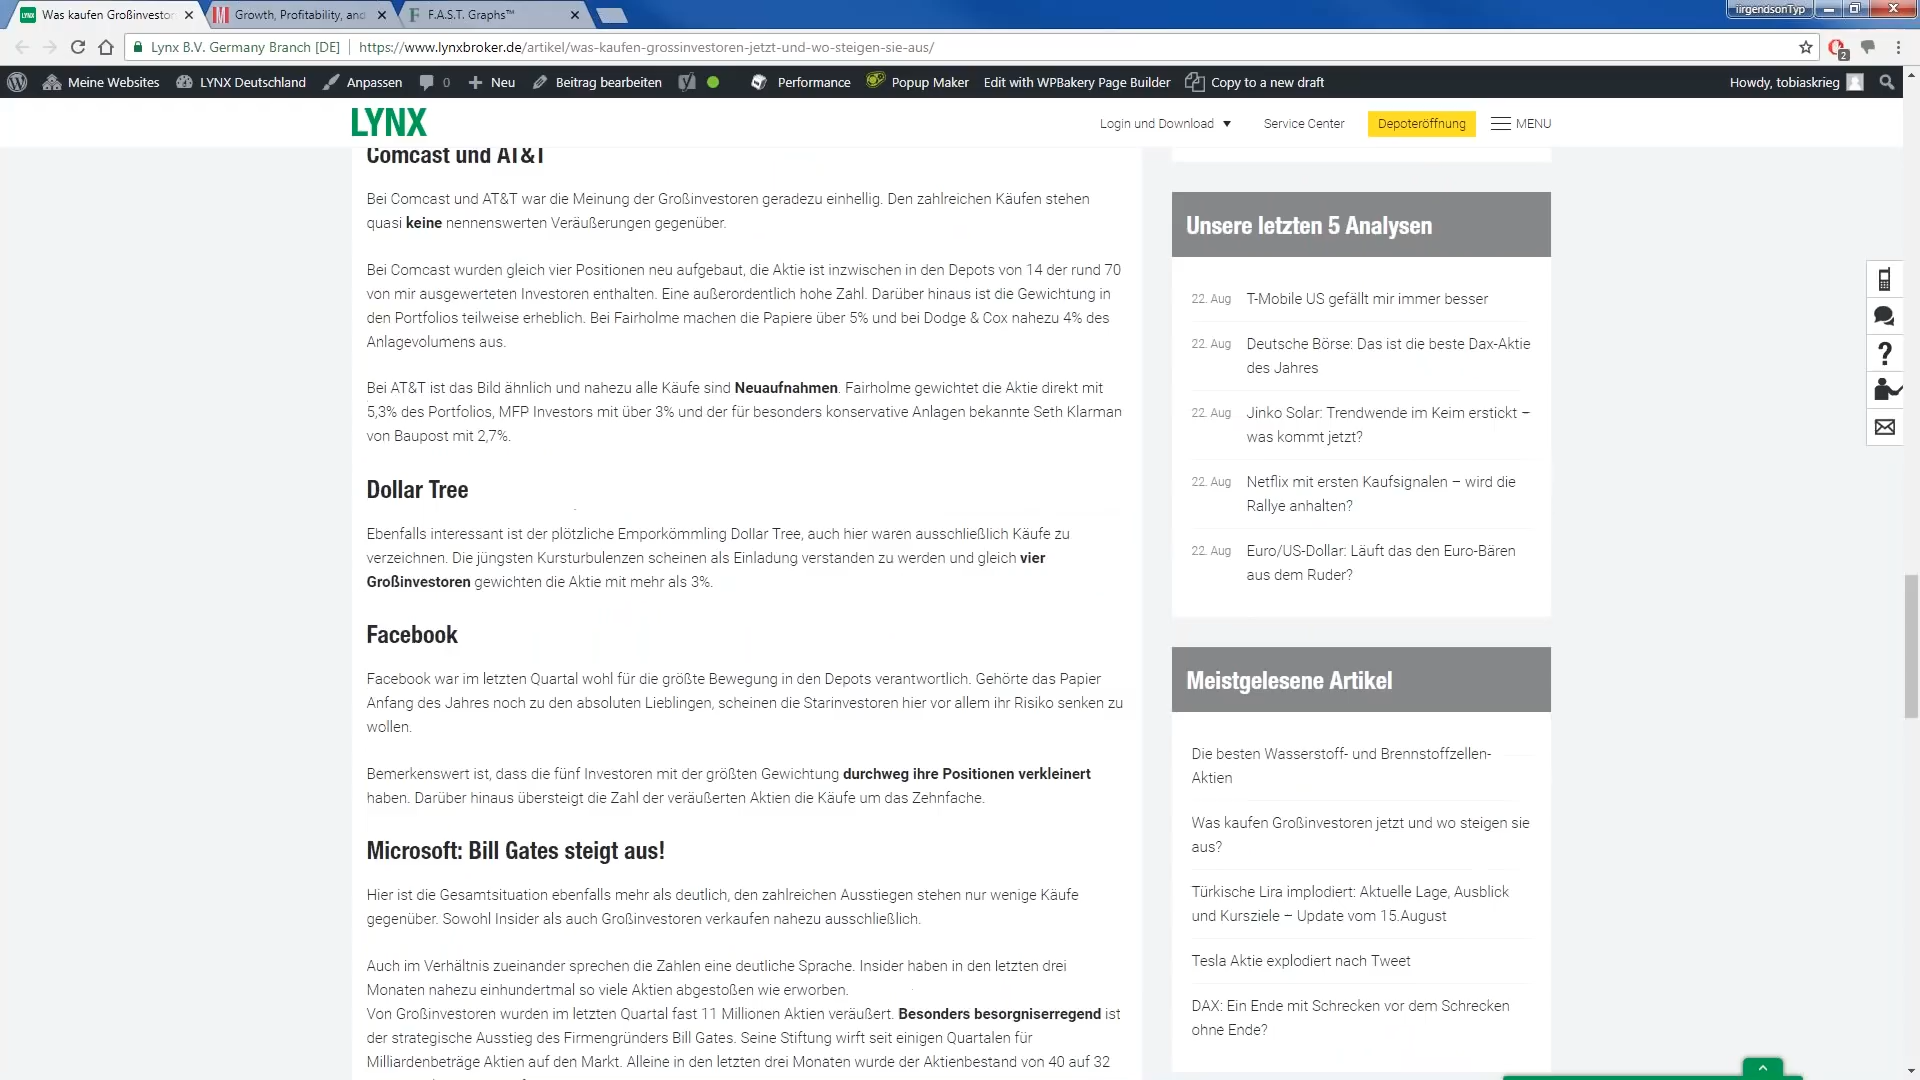 Was kaufen Großinvestor
Growth, Profitability, and
F.A.S.T. Graphs™
iirgendsonTyp
Lynx B.V. Germany Branch [DE]
https://www.lynxbroker.de/artikel/was-kaufen-grossinvestoren-jetzt-und-wo-steigen-sie-aus/
2
Meine Websites
LYNX Deutschland
Anpassen
0
Neu
Beitrag bearbeiten
Performance
Popup Maker
Edit with WPBakery Page Builder
Copy to a new draft
Howdy, tobiaskrieg
LYNX
Login und Download
Service Center
Depoteröffnung
MENU
Comcast und AT&T
Bei Comcast und AT&T war die Meinung der Großinvestoren geradezu einhellig. Den zahlreichen Käufen stehen
quasi keine nennenswerten Veräußerungen gegenüber.
Bei Comcast wurden gleich vier Positionen neu aufgebaut, die Aktie ist inzwischen in den Depots von 14 der rund 70
von mir ausgewerteten Investoren enthalten. Eine außerordentlich hohe Zahl. Darüber hinaus ist die Gewichtung in
den Portfolios teilweise erheblich. Bei Fairholme machen die Papiere über 5% und bei Dodge & Cox nahezu 4% des
Anlagevolumens aus.
Bei AT&T ist das Bild ähnlich und nahezu alle Käufe sind Neuaufnahmen. Fairholme gewichtet die Aktie direkt mit
5,3% des Portfolios, MFP Investors mit über 3% und der für besonders konservative Anlagen bekannte Seth Klarman
von Baupost mit 2,7%.
Dollar Tree
Ebenfalls interessant ist der plötzliche Emporkömmling Dollar Tree, auch hier waren ausschließlich Käufe zu
verzeichnen. Die jüngsten Kursturbulenzen scheinen als Einladung verstanden zu werden und gleich vier
Großinvestoren gewichten die Aktie mit mehr als 3%.
Facebook
Facebook war im letzten Quartal wohl für die größte Bewegung in den Depots verantwortlich. Gehörte das Papier
Anfang des Jahres noch zu den absoluten Lieblingen, scheinen die Starinvestoren hier vor allem ihr Risiko senken zu
wollen.
Bemerkenswert ist, dass die fünf Investoren mit der größten Gewichtung durchweg ihre Positionen verkleinert
haben. Darüber hinaus übersteigt die Zahl der veräußerten Aktien die Käufe um das Zehnfache.
Microsoft: Bill Gates steigt aus!
Hier ist die Gesamtsituation ebenfalls mehr als deutlich, den zahlreichen Ausstiegen stehen nur wenige Käufe
gegenüber. Sowohl Insider als auch Großinvestoren verkaufen nahezu ausschließlich.
Auch im Verhältnis zueinander sprechen die Zahlen eine deutliche Sprache. Insider haben in den letzten drei
Monaten nahezu einhundertmal so viele Aktien abgestoßen wie erworben.
Von Großinvestoren wurden im letzten Quartal fast 11 Millionen Aktien veräußert. Besonders besorgniserregend ist
der strategische Ausstieg des Firmengründers Bill Gates. Seine Stiftung wirft seit einigen Quartalen für
Milliardenbeträge Aktien auf den Markt. Alleine in den letzten drei Monaten wurde der Aktienbestand von 40 auf 32
Unsere letzten 5 Analysen
22. Aug T-Mobile US gefällt mir immer besser
22. Aug Deutsche Börse: Das ist die beste Dax-Aktie
des Jahres
22. Aug Jinko Solar: Trendwende im Keim erstickt –
was kommt jetzt?
22. Aug Netflix mit ersten Kaufsignalen – wird die
Rallye anhalten?
22. Aug Euro/US-Dollar: Läuft das den Euro-Bären
aus dem Ruder?
Meistgelesene Artikel
Die besten Wasserstoff- und Brennstoffzellen-
Aktien
Was kaufen Großinvestoren jetzt und wo steigen sie
aus?
Türkische Lira implodiert: Aktuelle Lage, Ausblick
und Kursziele – Update vom 15.August
Tesla Aktie explodiert nach Tweet
DAX: Ein Ende mit Schrecken vor dem Schrecken
ohne Ende?